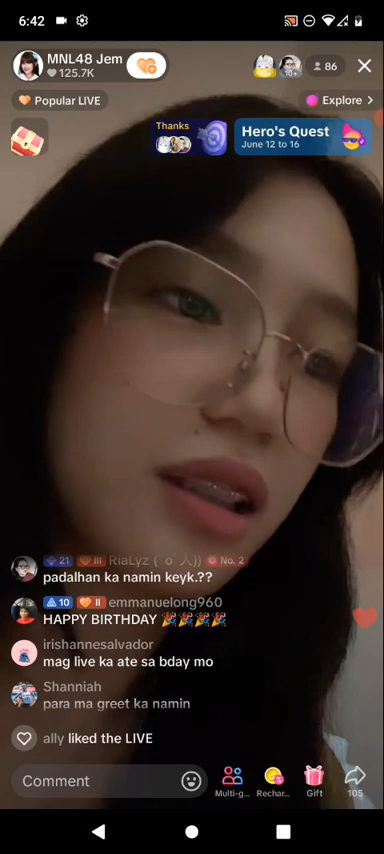 6:42
MNL48 Jem
125.7K
10+
86
Popular LIVE
Explore >
Thanks
Hero's Quest
June 12 to 16
21 III RiaLyz (´o`人)) No. 2
padalhan ka namin keyk.??
10 II emmanuelong960
HAPPY BIRTHDAY 🎉🎉🎉🎉
irishannesalvador
mag live ka ate sa bday mo
Shanniah
para ma greet ka namin
ally liked the LIVE
Comment
Multi-g...
Rechar...
Gift
105